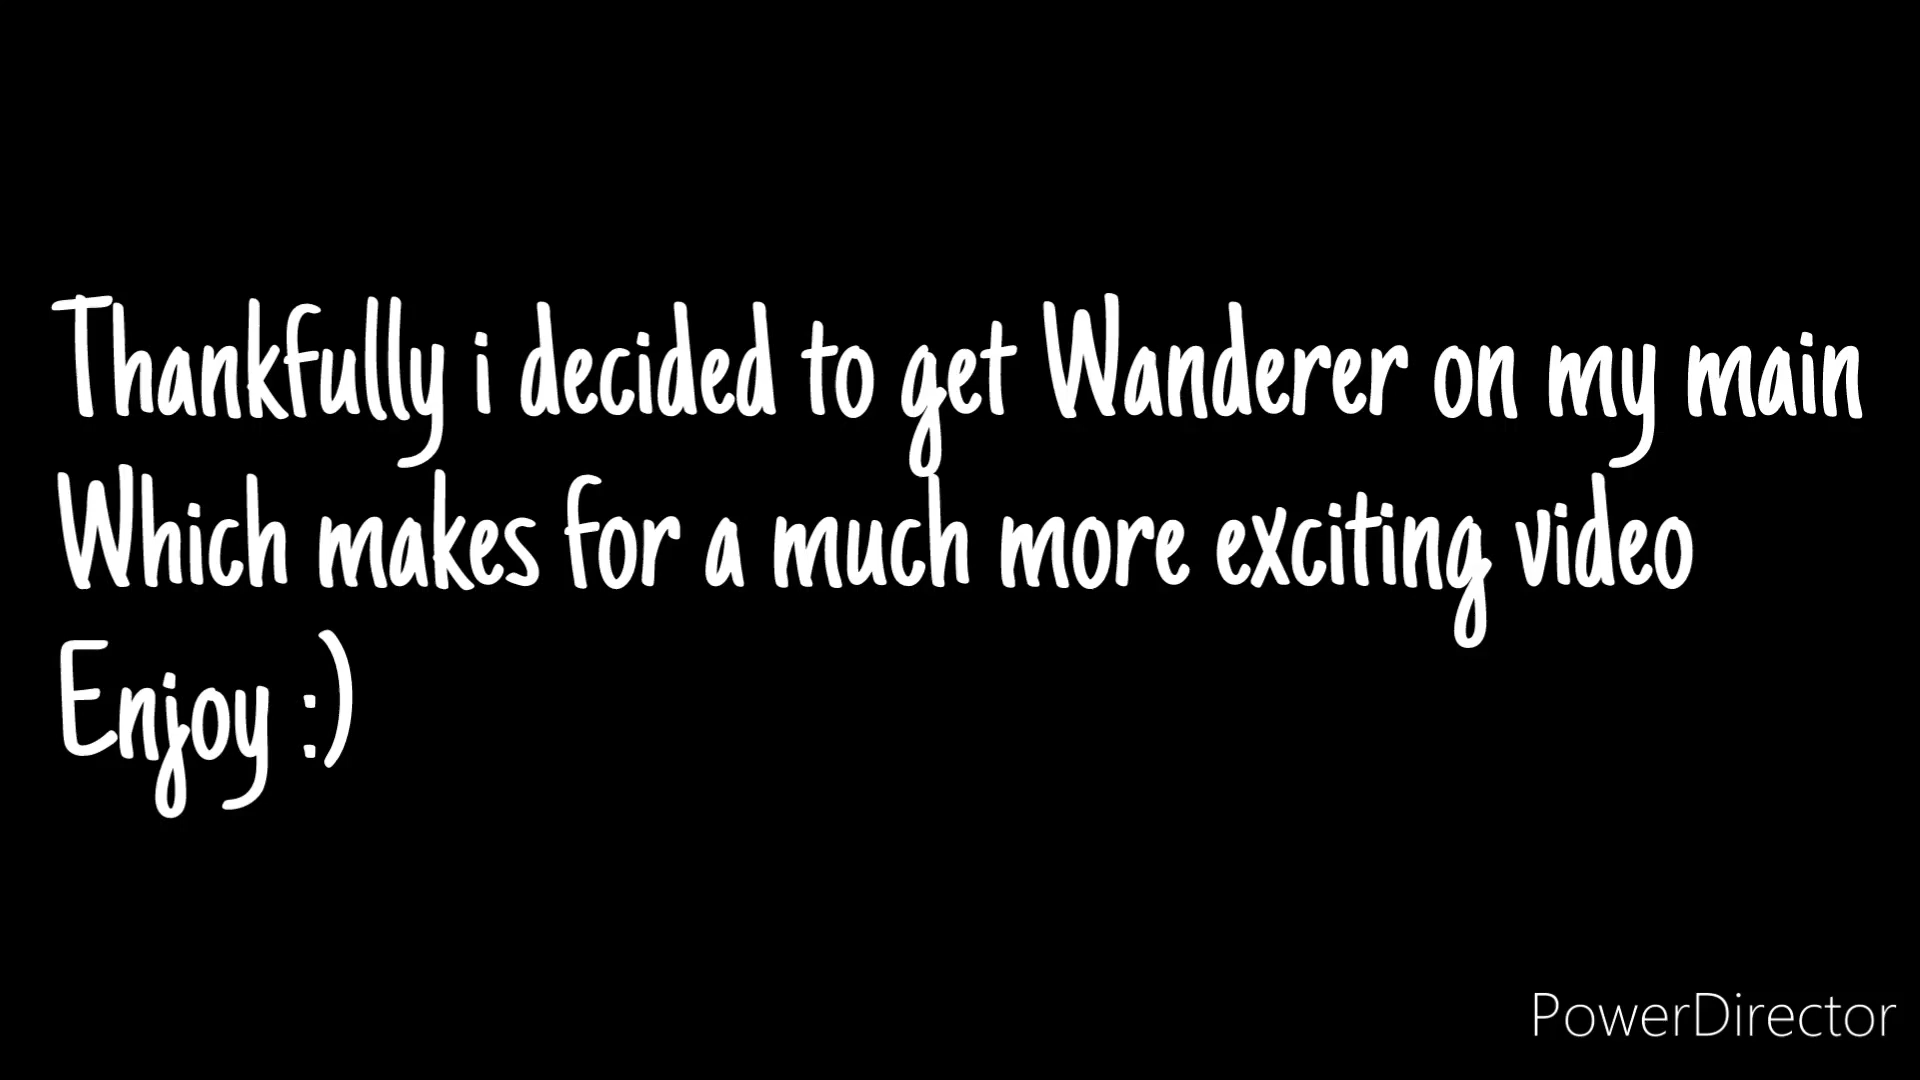 Thankfully i decided to get Wanderer on my main
Which makes for a much more exciting video
Enjoy :)
PowerDirector